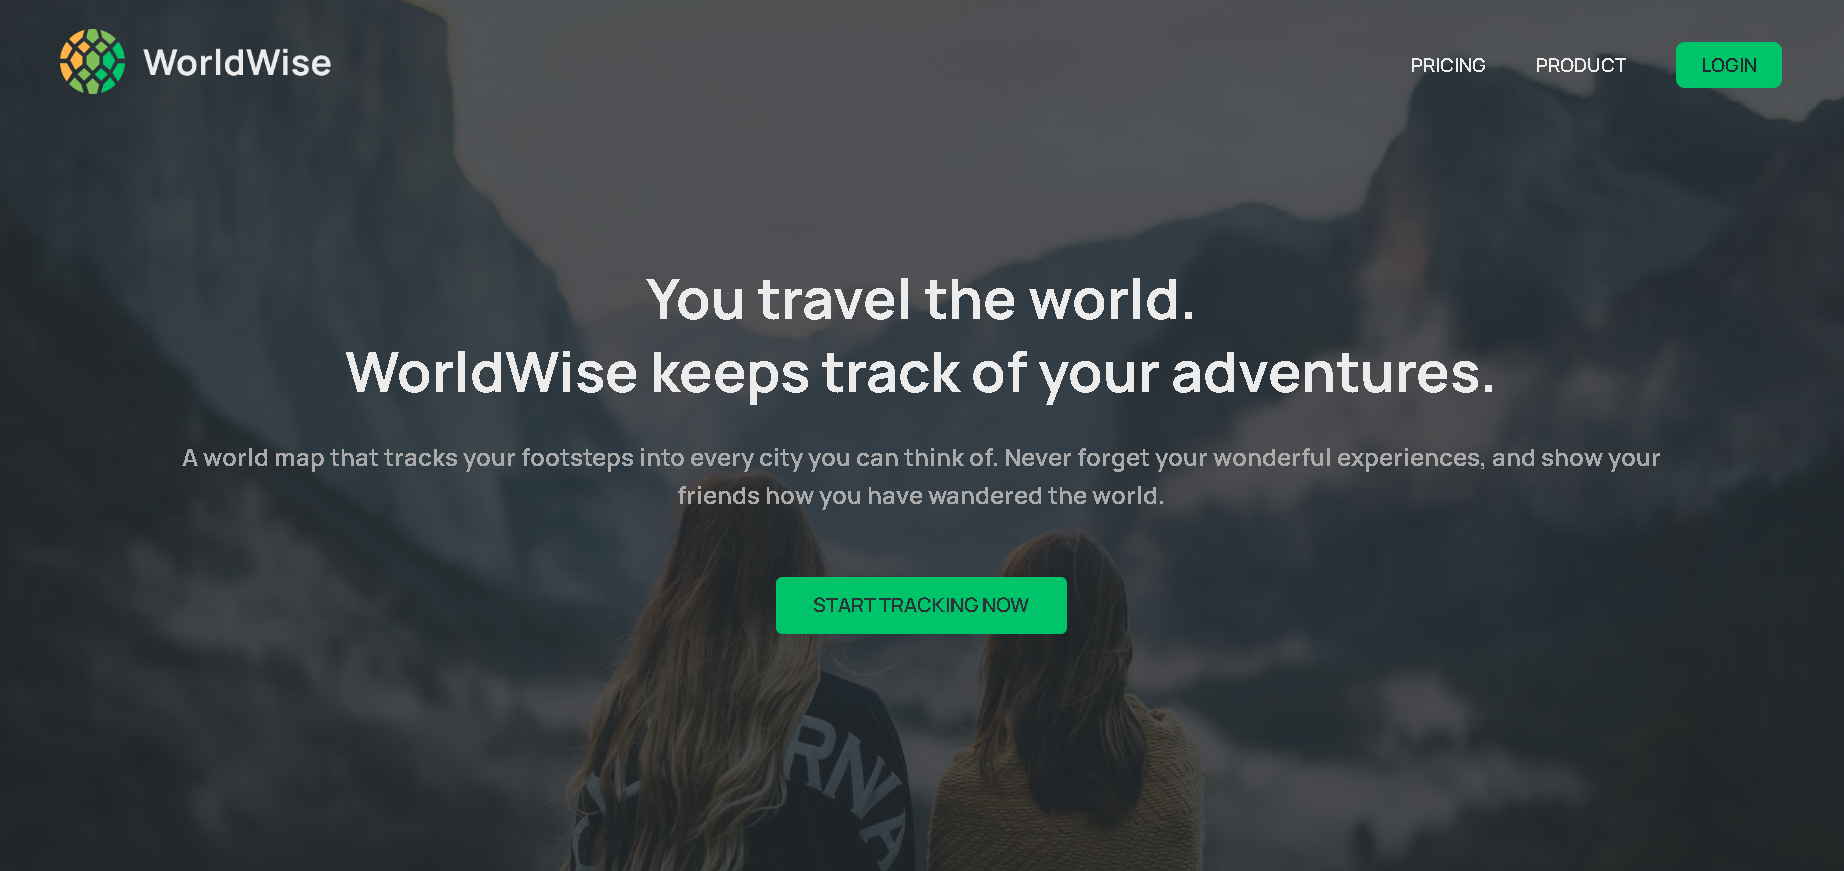 WorldWise
PRICING
PRODUCT
LOGIN
You travel the world.
WorldWise keeps track of your adventures.
A world map that tracks your footsteps into every city you can think of. Never forget your wonderful experiences, and show your
friends how you have wandered the world.
START TRACKING NOW
RNIA